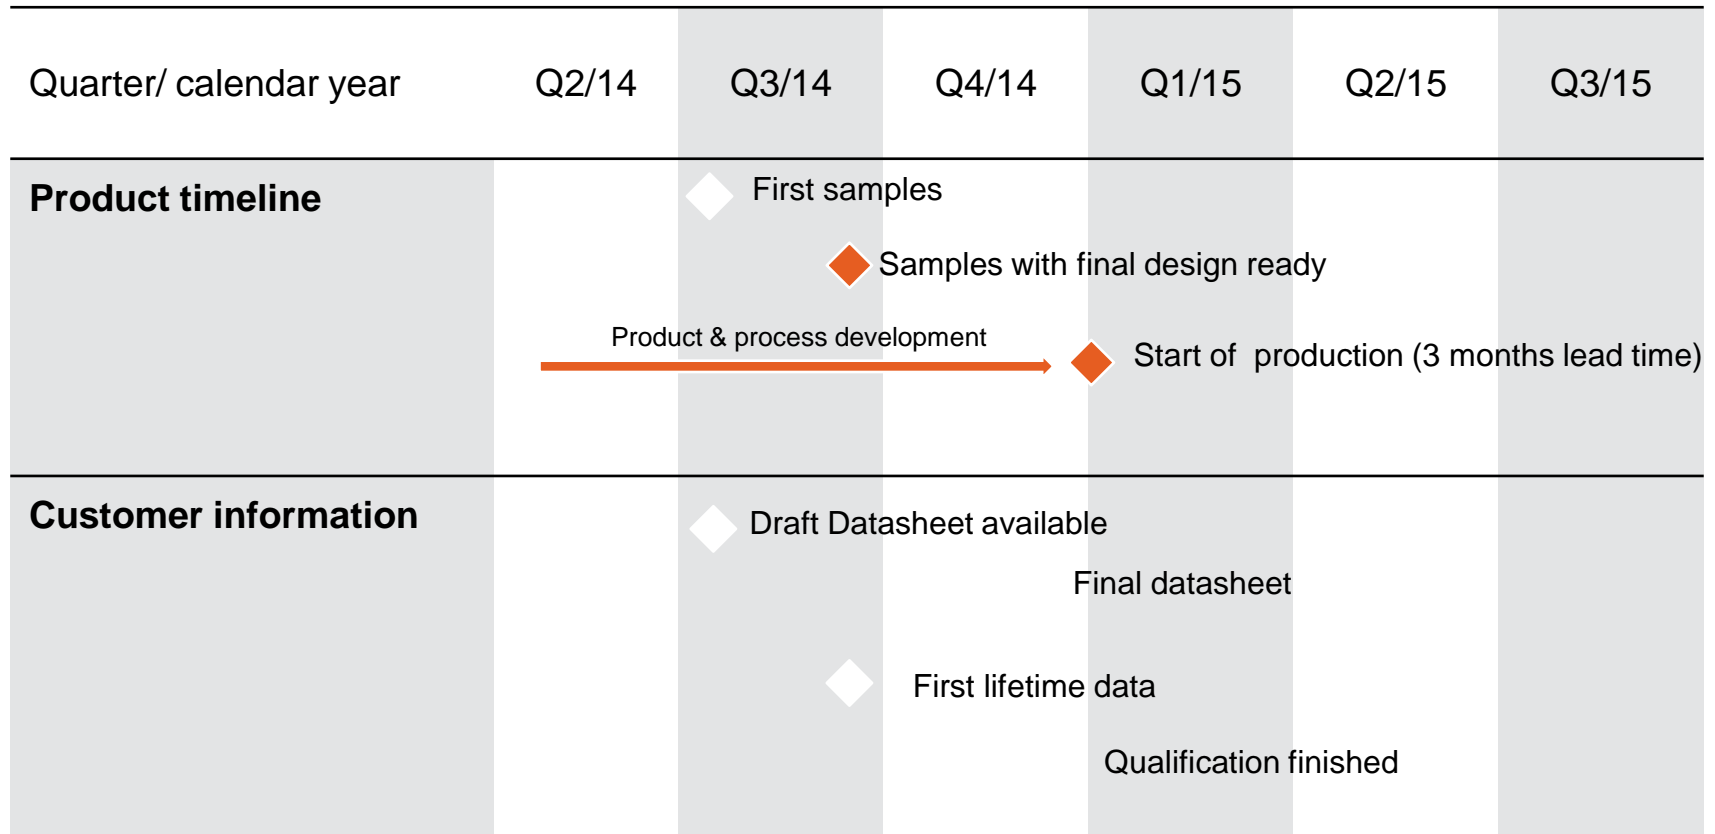 Quarter/ calendar year Q2/14 Q3/14 Q4/14 Q1/15 Q2/15 Q3/15
Product timeline
First samples
Samples with final design ready
Product & process development
Start of  production (3 months lead time)
Customer information
Draft Datasheet available
Final datasheet
First lifetime data
Qualification finished